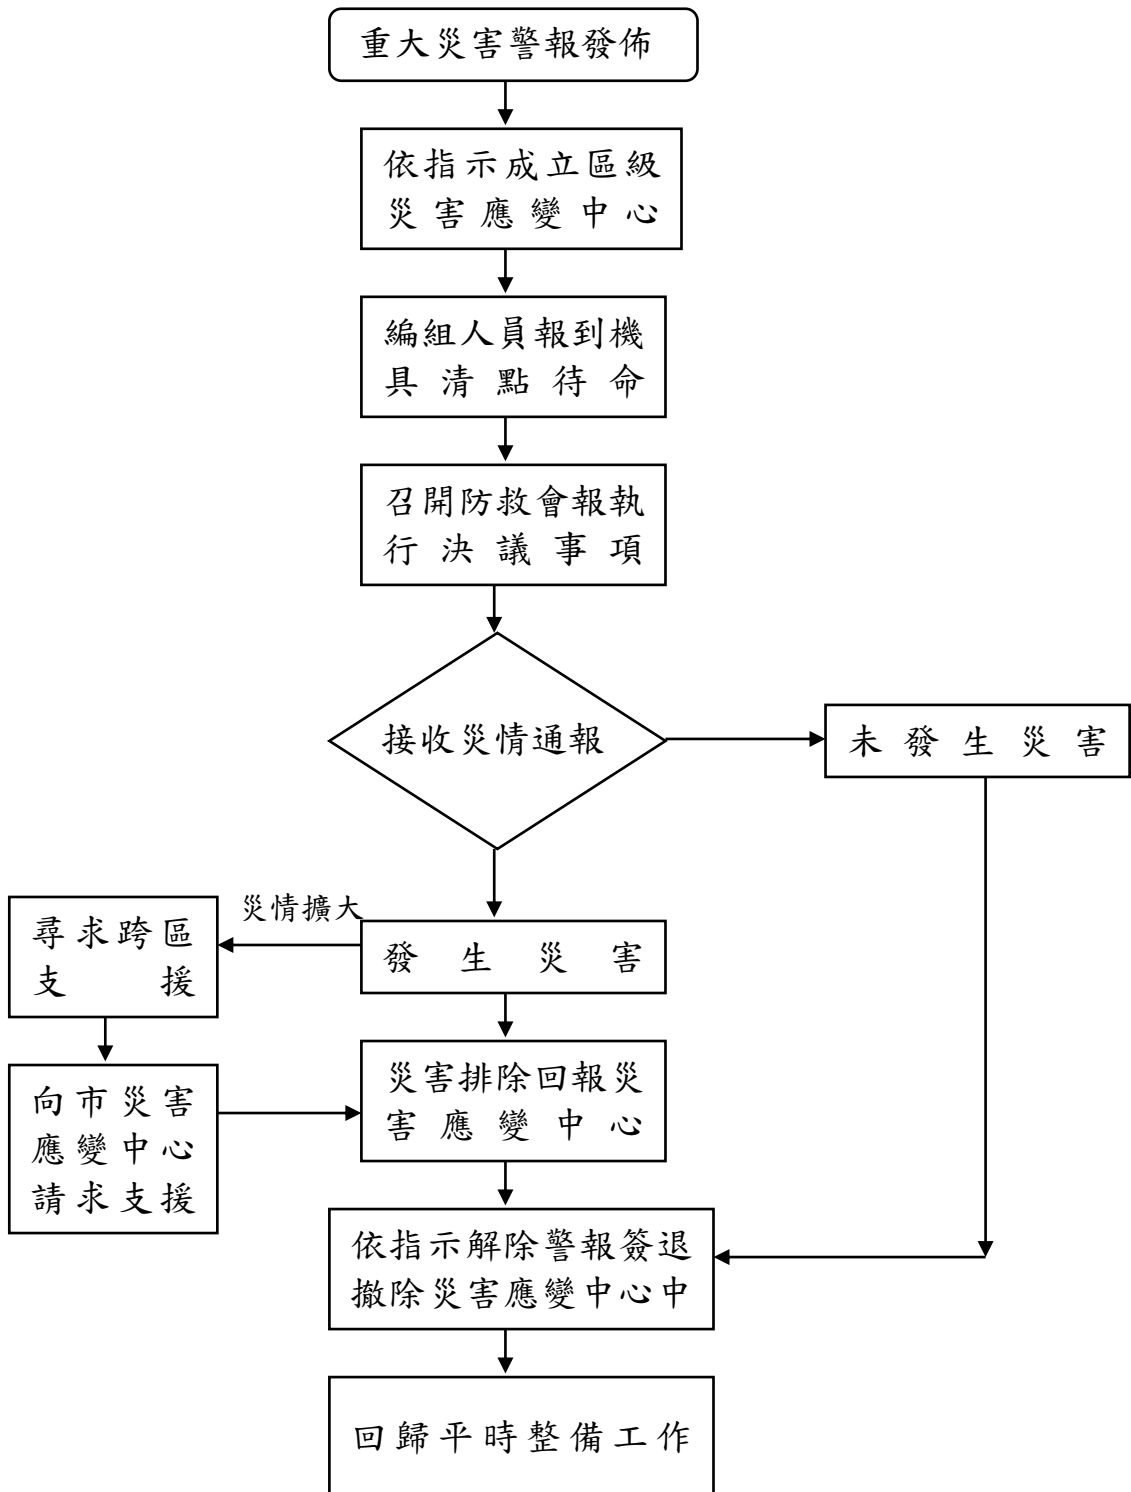 重大災害警報發佈
依指示成立區級
災害應變中心
編組人員報到機
具清點待命
召開防救會報執
行決議事項
接收災情通報
未發生災害
災情擴大
尋求跨區
支援
發生災害
向市災害
應變中心
請求支援
災害排除回報災
害應變中心
依指示解除警報簽退
撤除災害應變中心中
回歸平時整備工作